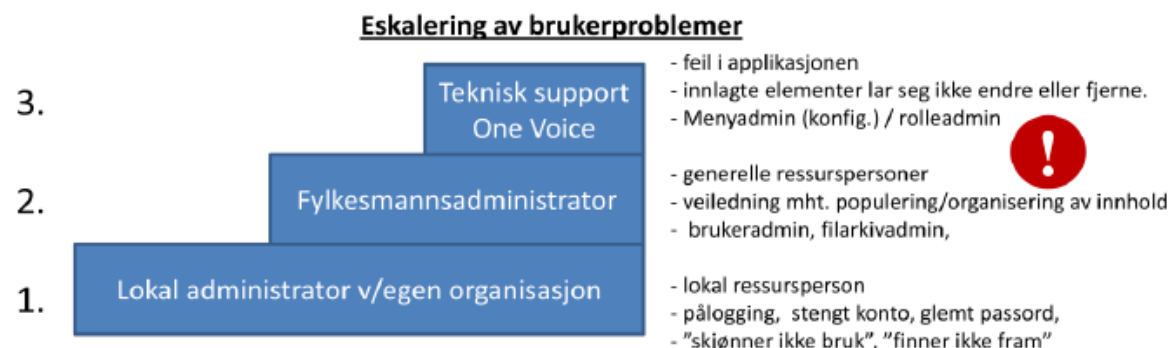 Eskalering av brukerproblemer
3.
Teknisk support
One Voice
- feil i applikasjonen
- innlagte elementer lar seg ikke endre eller fjerne.
- Menyadmin (konfig.) / rolleadmin
!
2.
Fylkesmannsadministrator
- generelle ressurspersoner
- veiledning mht. populering/organisering av innhold
- brukeradmin, filarkivadmin,
1.
Lokal administrator v/egen organisasjon
- lokal ressursperson
- pålogging, stengt konto, glemt passord,
- ”skjønner ikke bruk”, ”finner ikke fram”